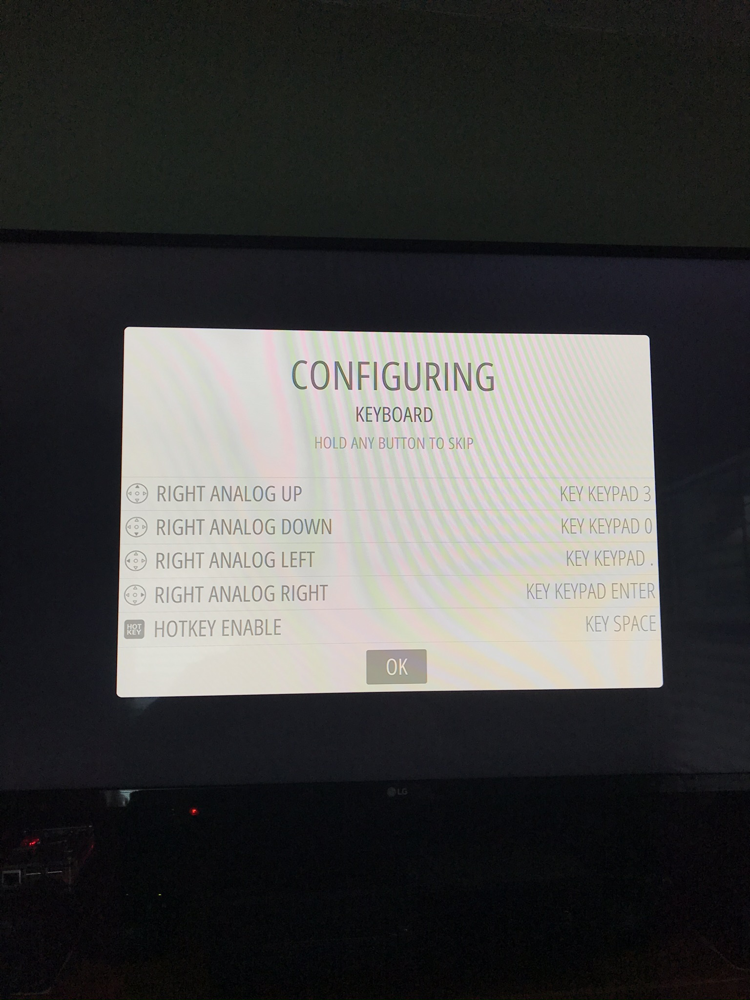 CONFIGURING
KEYBOARD
HOLD ANY BUTTON TO SKIP
RIGHT ANALOG UP KEY KEYPAD 3
RIGHT ANALOG DOWN KEY KEYPAD 0
RIGHT ANALOG LEFT KEY KEYPAD .
RIGHT ANALOG RIGHT KEY KEYPAD ENTER
HOT KEY HOTKEY ENABLE KEY SPACE
OK
LG